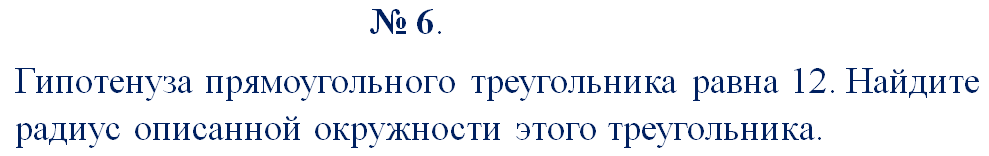 № 6.
Гипотенуза прямоугольного треугольника равна 12. Найдите
радиус описанной окружности этого треугольника.